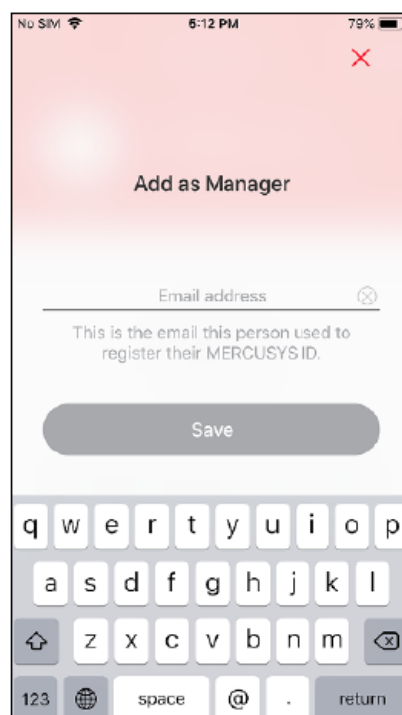 No SIM 6:12 PM 79%
Add as Manager
Email address
This is the email this person used to
register their MERCUSYS ID.
Save
q w e r t y u i o p
a s d f g h j k l
z x c v b n m
123 space @ . return